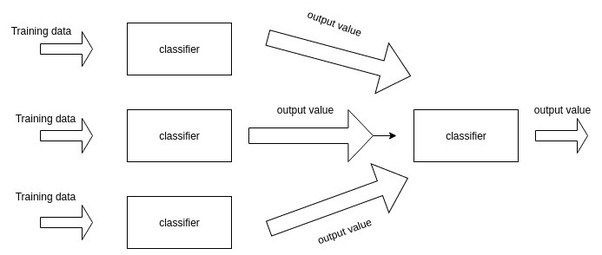 Training data
classifier
output value
Training data
classifier
output value
classifier
output value
Training data
classifier
output value